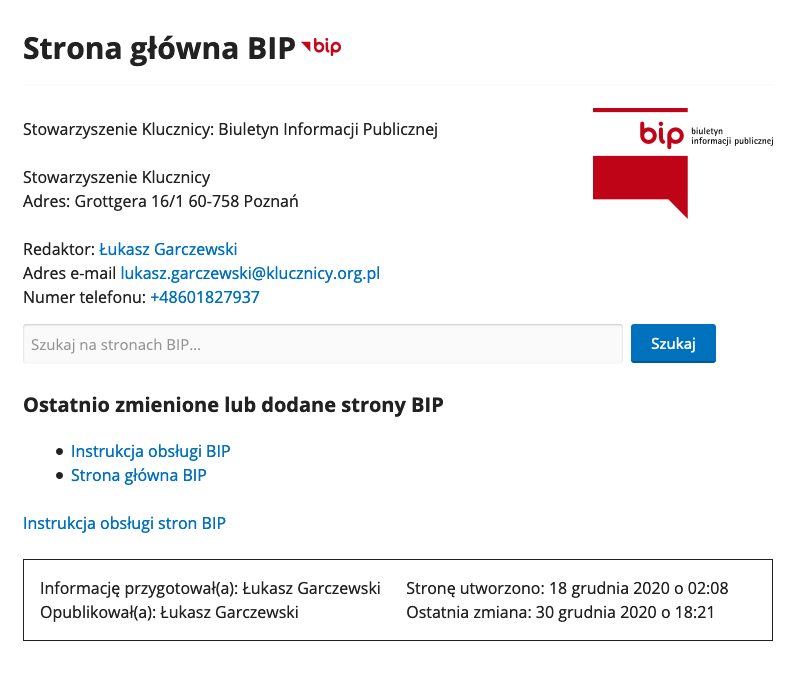 Strona główna BIP bip
Stowarzyszenie Klucznicy: Biuletyn Informacji Publicznej
bip biuletyn
informacji publicznej
Stowarzyszenie Klucznicy
Adres: Grottgera 16/1 60-758 Poznań
Redaktor: Łukasz Garczewski
Adres e-mail lukasz.garczewski@klucznicy.org.pl
Numer telefonu: +48601827937
Szukaj na stronach BIP...
Szukaj
Ostatnio zmienione lub dodane strony BIP
Instrukcja obsługi BIP
Strona główna BIP
Instrukcja obsługi stron BIP
Informację przygotował(a): Łukasz Garczewski
Opublikował(a): Łukasz Garczewski
Stronę utworzono: 18 grudnia 2020 o 02:08
Ostatnia zmiana: 30 grudnia 2020 o 18:21